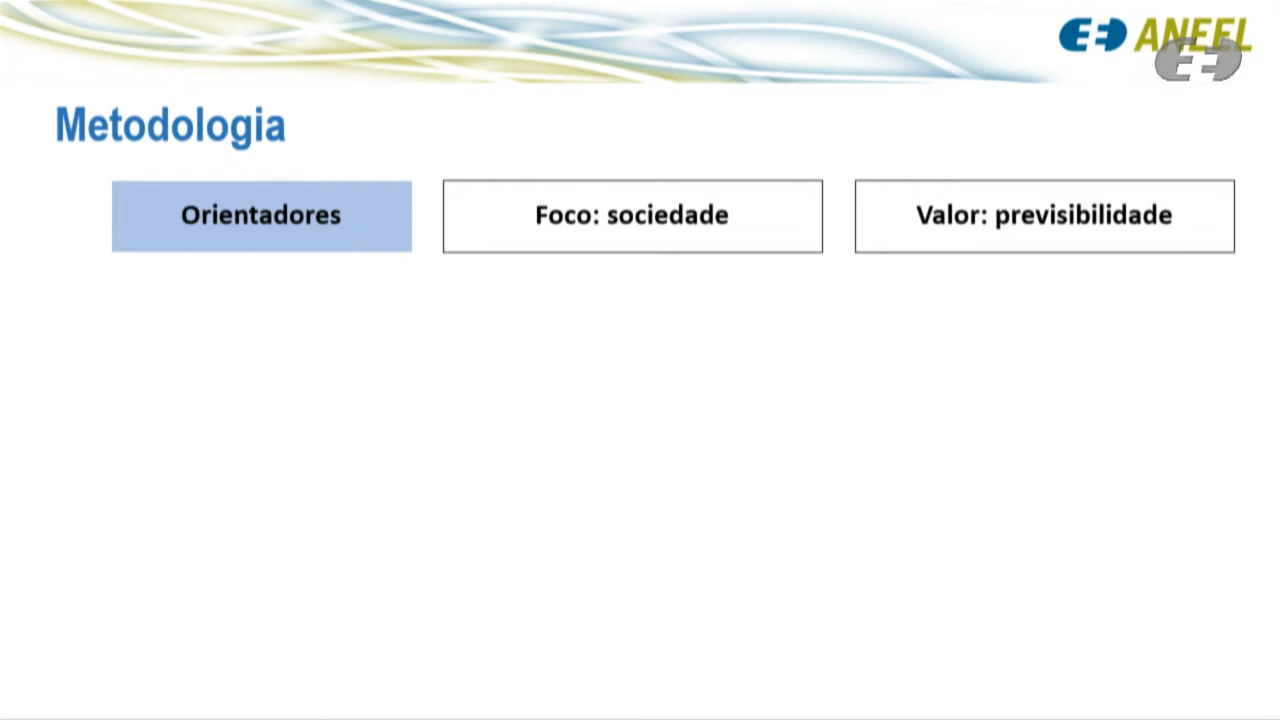 ANEEL
Metodologia
Orientadores
Foco: sociedade
Valor: previsibilidade